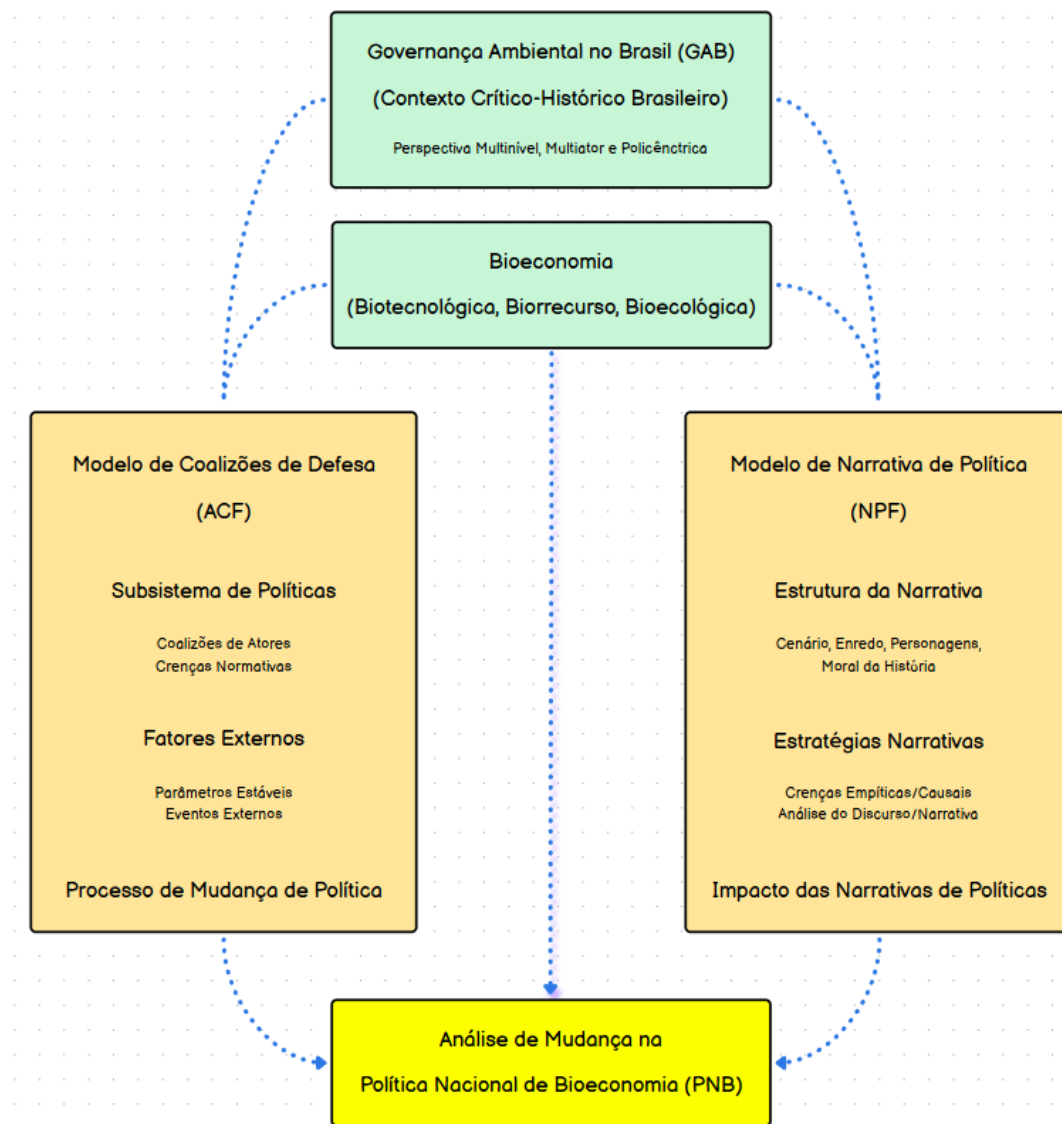 Governança Ambiental no Brasil (GAB)
(Contexto Crítico-Histórico Brasileiro)
Perspectiva Multinível, Multiator e Policênctrica
Bioeconomia
(Biotecnológica, Biorrecurso, Bioecológica)
Modelo de Coalizões de Defesa
(ACF)
Subsistema de Políticas
Coalizões de Atores
Crenças Normativas
Fatores Externos
Parâmetros Estáveis
Eventos Externos
Processo de Mudança de Política
Modelo de Narrativa de Política
(NPF)
Estrutura da Narrativa
Cenário, Enredo, Personagens,
Moral da História
Estratégias Narrativas
Crenças Empíticas/Causais
Análise do Discurso/Narrativa
Impacto das Narrativas de Políticas
Análise de Mudança na
Política Nacional de Bioeconomia (PNB)